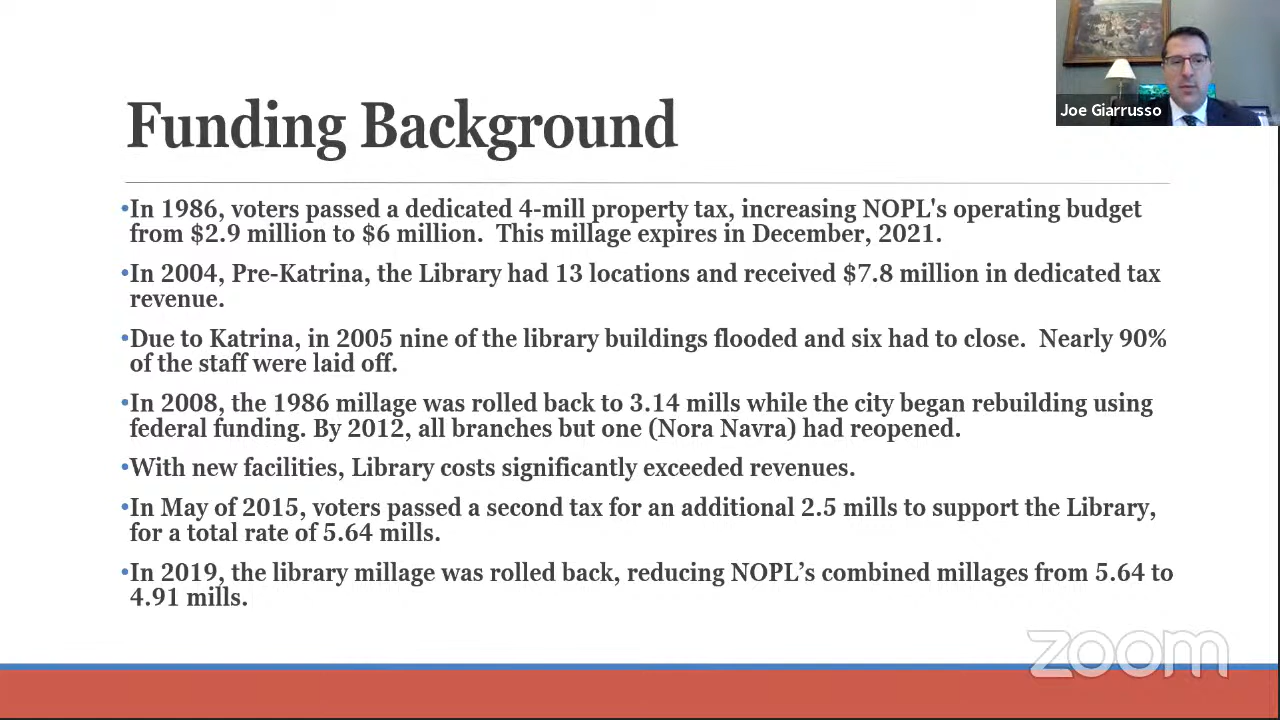 Joe Giarrusso
Funding Background
•In 1986, voters passed a dedicated 4-mill property tax, increasing NOPL's operating budget
from $2.9 million to $6 million.  This millage expires in December, 2021.
•In 2004, Pre-Katrina, the Library had 13 locations and received $7.8 million in dedicated tax
revenue.
•Due to Katrina, in 2005 nine of the library buildings flooded and six had to close.  Nearly 90%
of the staff were laid off.
•In 2008, the 1986 millage was rolled back to 3.14 mills while the city began rebuilding using
federal funding. By 2012, all branches but one (Nora Navra) had reopened.
•With new facilities, Library costs significantly exceeded revenues.
•In May of 2015, voters passed a second tax for an additional 2.5 mills to support the Library,
for a total rate of 5.64 mills.
•In 2019, the library millage was rolled back, reducing NOPL’s combined millages from 5.64 to
4.91 mills.
zoom